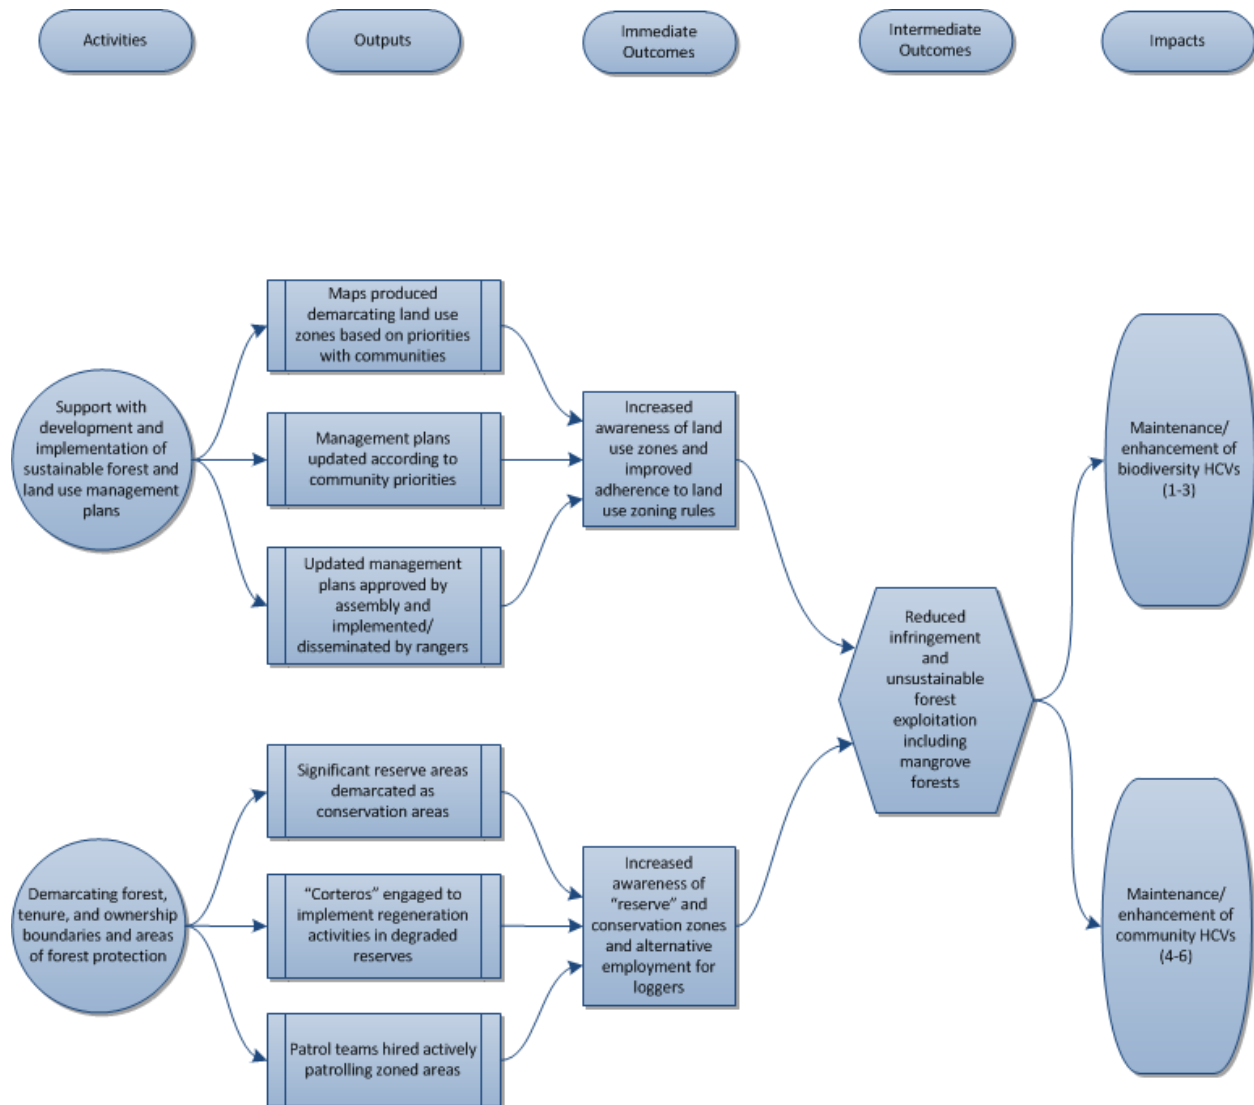 Activities
Outputs
Immediate
Outcomes
Intermediate
Outcomes
Impacts
Support with
development and
implementation of
sustainable forest and
land use management
plans
Maps produced
demarcating land use
zones based on priorities
with communities
Management plans
updated according to
community priorities
Updated management
plans approved by
assembly and
implemented/
disseminated by rangers
Increased
awareness of land
use zones and
improved
adherence to land
use zoning rules
Demarcating forest,
tenure, and ownership
boundaries and areas
of forest protection
Significant reserve areas
demarcated as
conservation areas
“Corteros” engaged to
implement regeneration
activities in degraded
reserves
Patrol teams hired actively
patrolling zoned areas
Increased
awareness of
“reserve” and
conservation zones
and alternative
employment for
loggers
Reduced
infringement
and
unsustainable
forest
exploitation
including
mangrove
forests
Maintenance/
enhancement of
biodiversity HCVs
(1-3)
Maintenance/
enhancement of
community HCVs
(4-6)